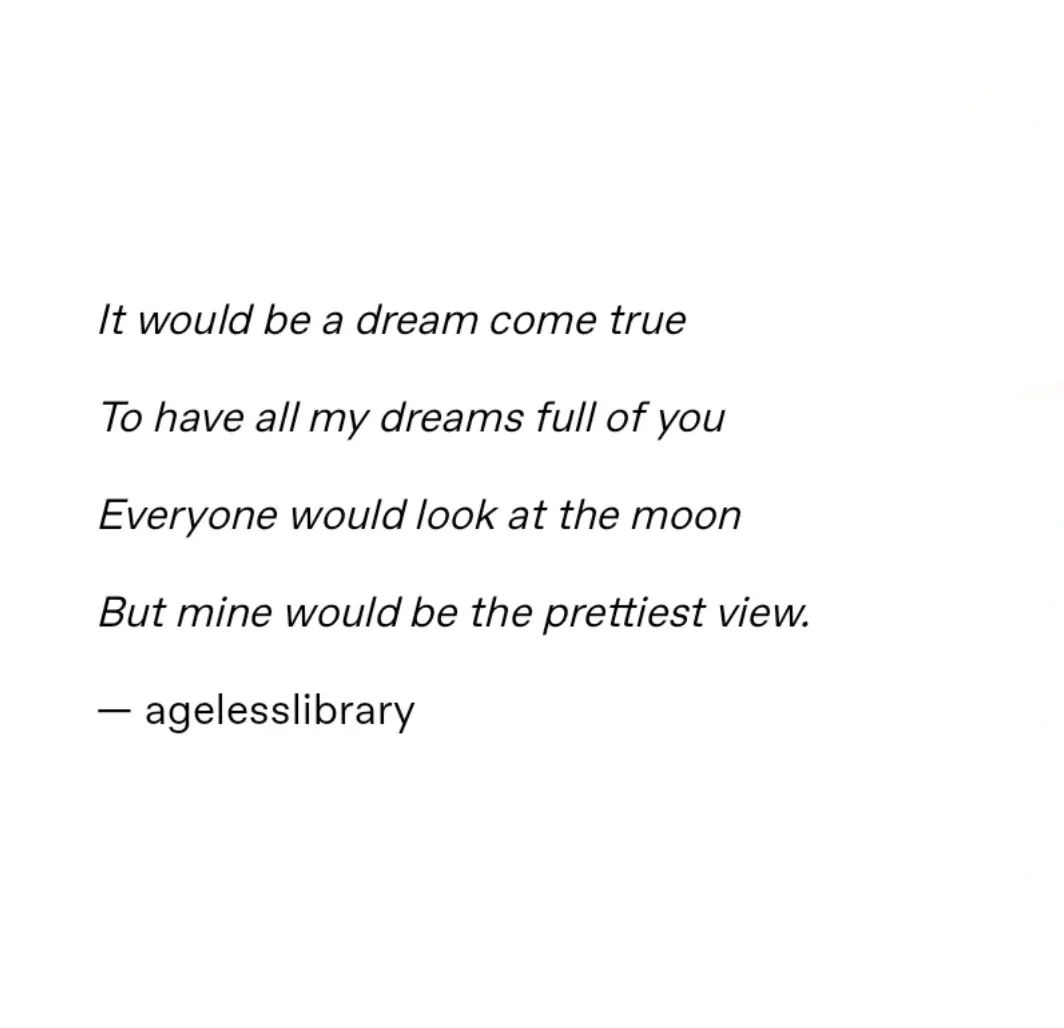 It would be a dream come true
To have all my dreams full of you
Everyone would look at the moon
But mine would be the prettiest view.
— agelesslibrary